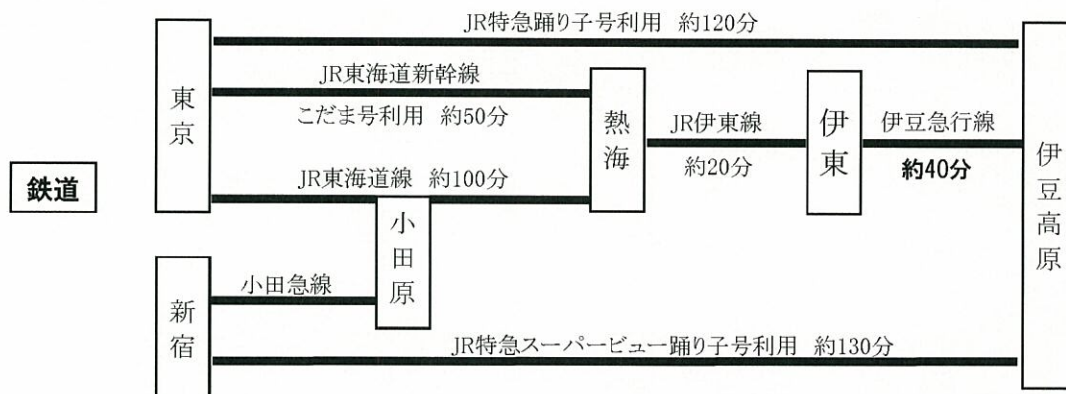 JR特急踊り子号利用 約120分
東京
JR東海道新幹線
こだま号利用 約50分
熱海
JR伊東線
約20分
伊東
伊豆急行線
約40分
伊豆高原
鉄道
JR東海道線 約100分
小田原
小田急線
新宿
JR特急スーパービュー踊り子号利用 約130分